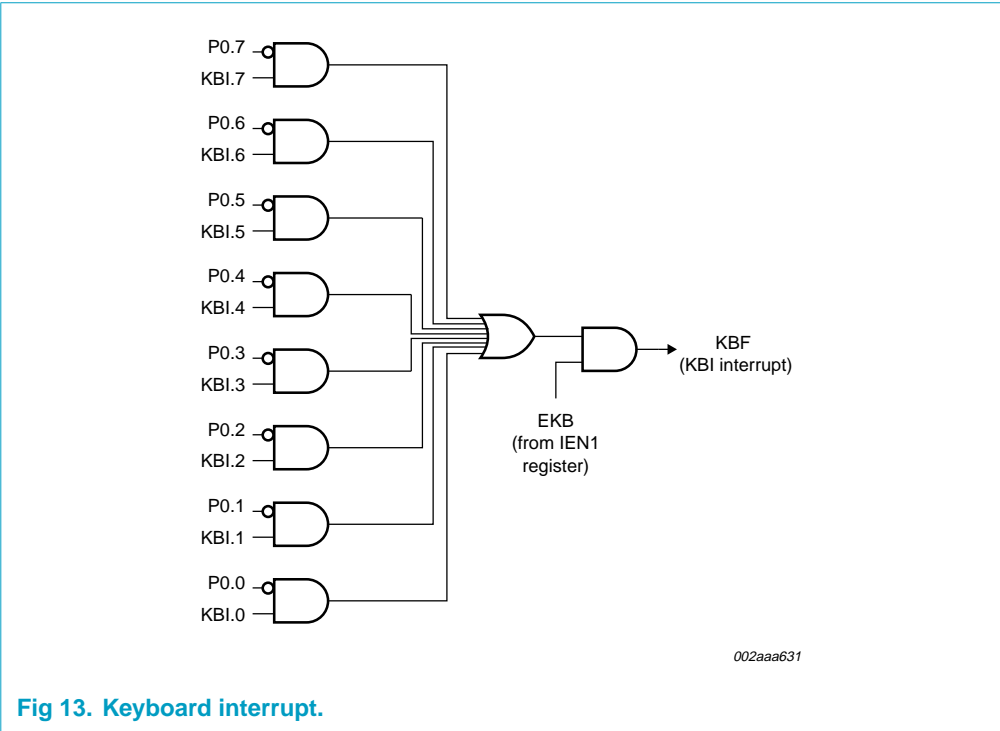 P0.7
KBI.7
P0.6
KBI.6
P0.5
KBI.5
P0.4
KBI.4
P0.3
KBI.3
P0.2
KBI.2
P0.1
KBI.1
P0.0
KBI.0
EKB
(from IEN1
register)
KBF
(KBI interrupt)
002aaa631
Fig 13. Keyboard interrupt.